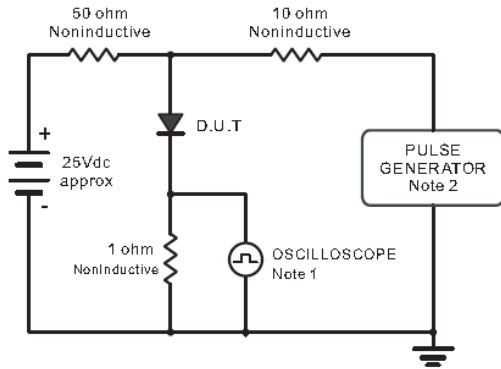 50 ohm
Noninductive
10 ohm
Noninductive
D.U.T
+
25Vdc
approx
-
PULSE
GENERATOR
Note 2
1 ohm
NonInductive
OSCILLOSCOPE
Note 1